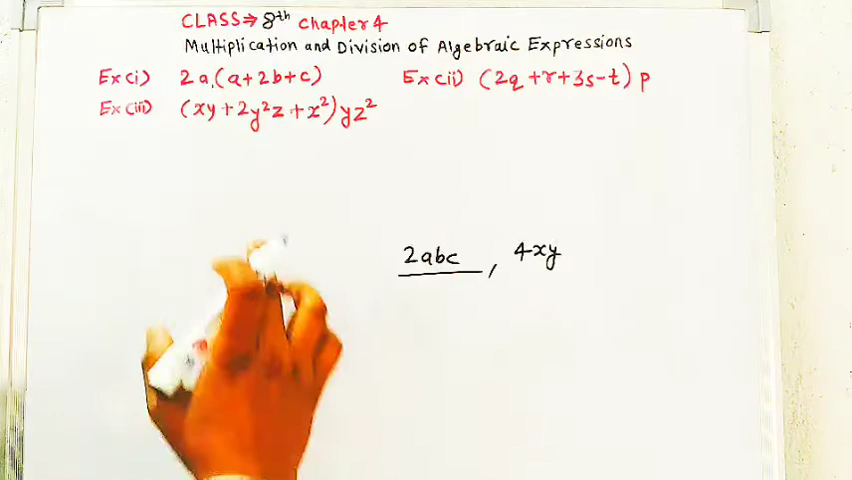 CLASS⇒ 8th Chapter 4
Multiplication and Division of Algebraic Expressions
Ex(i) 2a.(a+2b+c) Ex(ii) (2q+r+3s-t) p
Ex(iii) (xy+2y²z+x²)yz²
2abc, 4xy